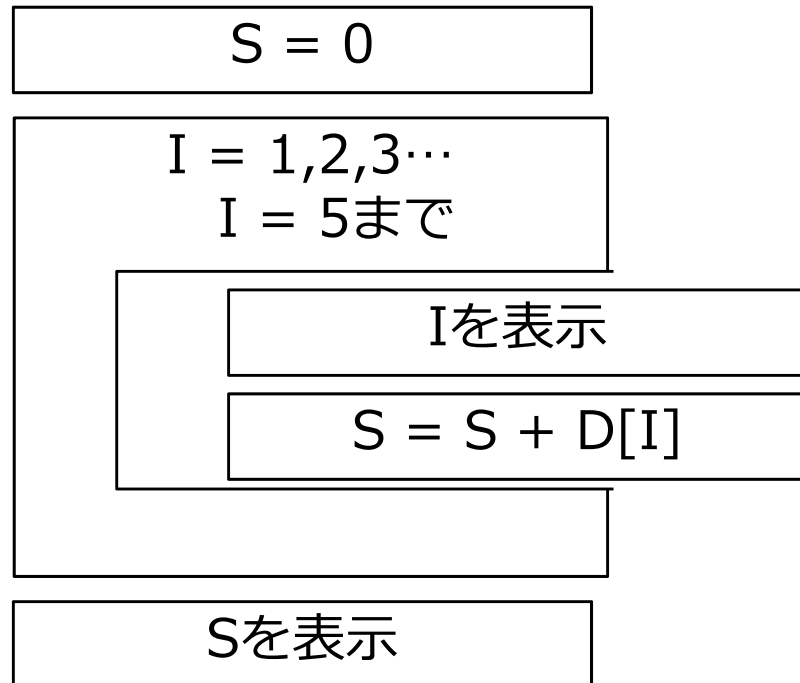 S = 0
I = 1,2,3…
I = 5まで
Iを表示
S = S + D[I]
Sを表示